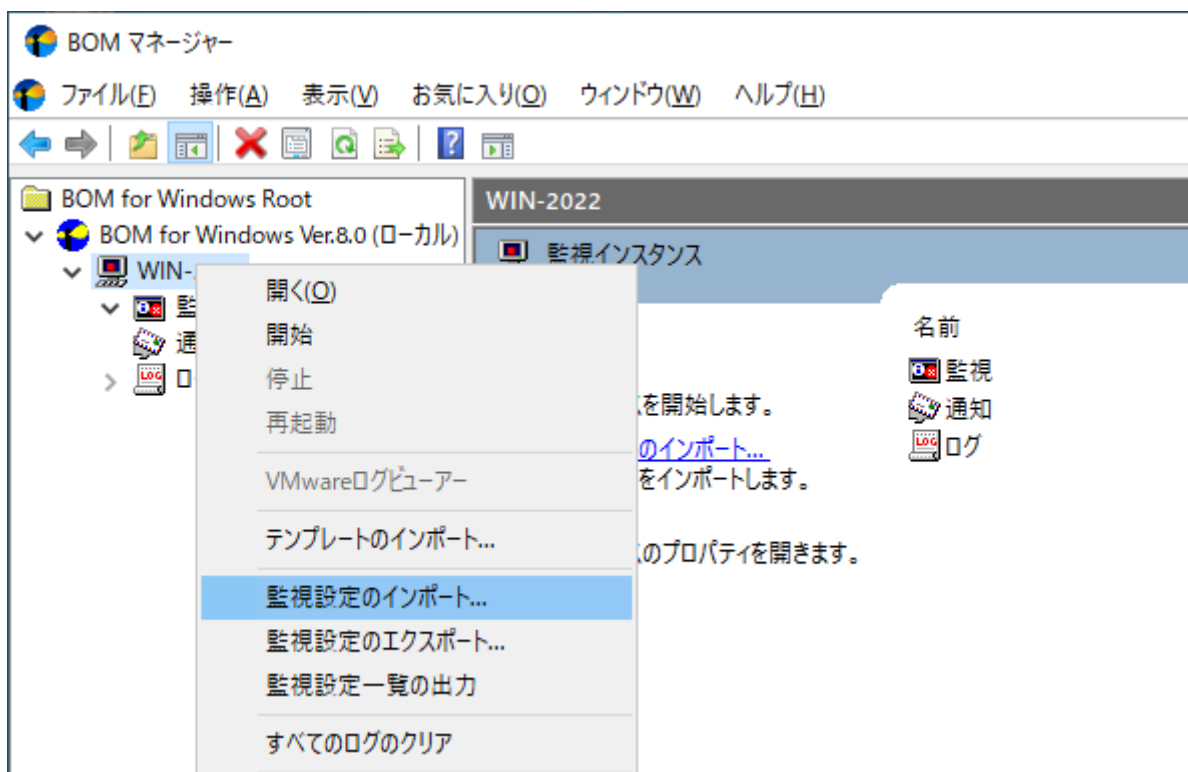 BOM マネージャー
ファイル(F) 操作(A) 表示(V) お気に入り(O) ウィンドウ(W) ヘルプ(H)
BOM for Windows Root
BOM for Windows Ver.8.0 (ローカル)
WIN-
監
通
ロ
開く(O)
開始
停止
再起動
VMwareログビューアー
テンプレートのインポート...
監視設定のインポート...
監視設定のエクスポート...
監視設定一覧の出力
すべてのログのクリア
WIN-2022
監視インスタンス
を開始します。
のインポート...
をインポートします。
のプロパティを開きます。
名前
監視
通知
ログ